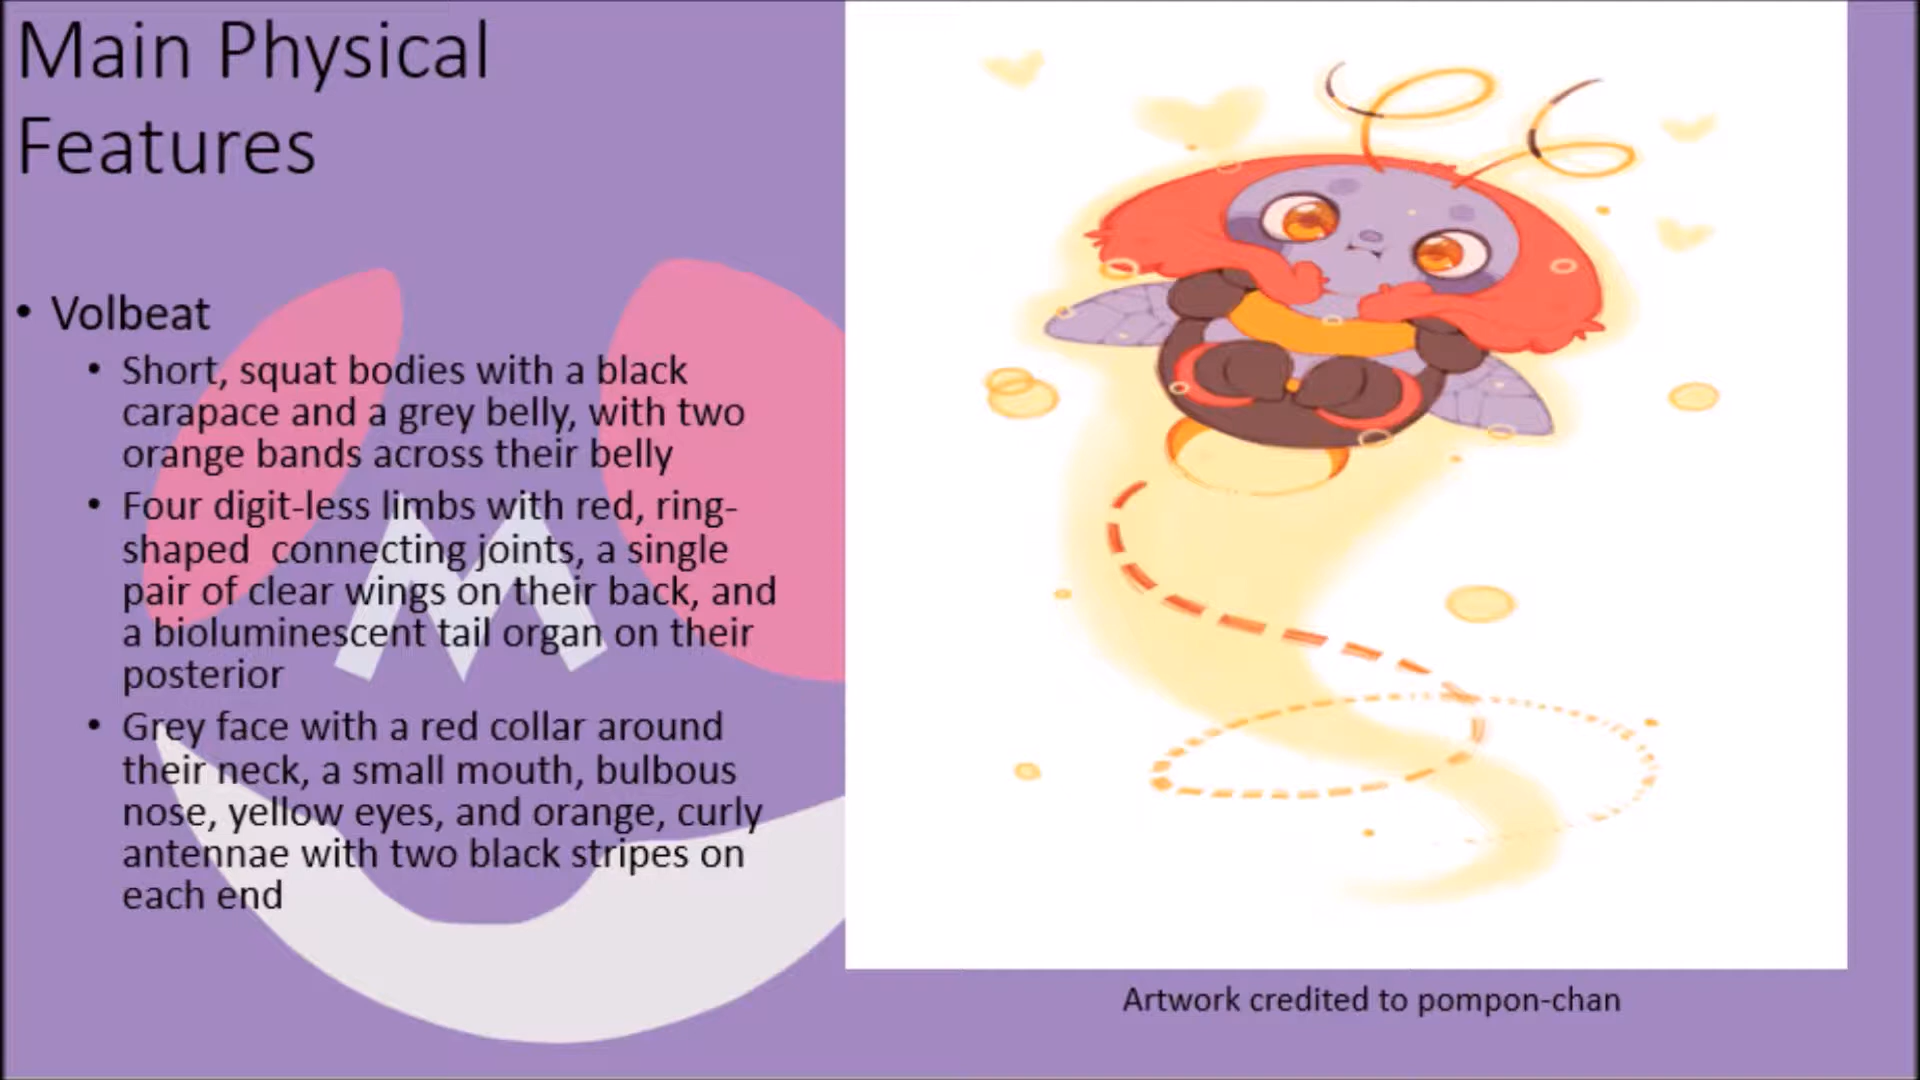 Main Physical
Features
• Volbeat
• Short, squat bodies with a black
carapace and a grey belly, with two
orange bands across their belly
• Four digit-less limbs with red, ring-
shaped  connecting joints, a single
pair of clear wings on their back, and
a bioluminescent tail organ on their
posterior
• Grey face with a red collar around
their neck, a small mouth, bulbous
nose, yellow eyes, and orange, curly
antennae with two black stripes on
each end
Artwork credited to pompon-chan